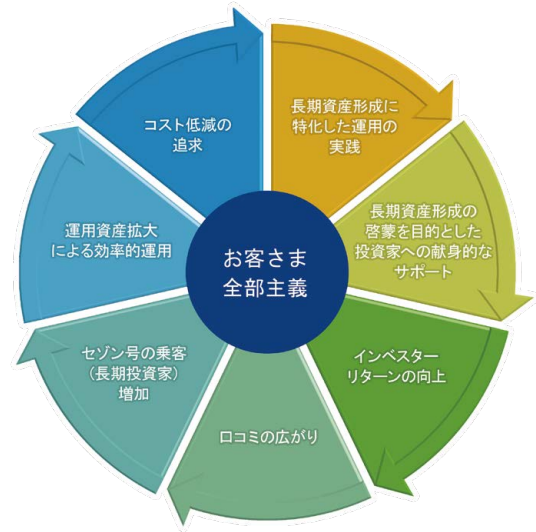 長期資産形成に
特化した運用の
実践
長期資産形成の
啓蒙を目的とした
投資家への献身的な
サポート
インベスター
リターンの向上
口コミの広がり
セゾン号の乗客
（長期投資家）
増加
運用資産拡大
による効率的運用
コスト低減の
追求
お客さま
全部主義